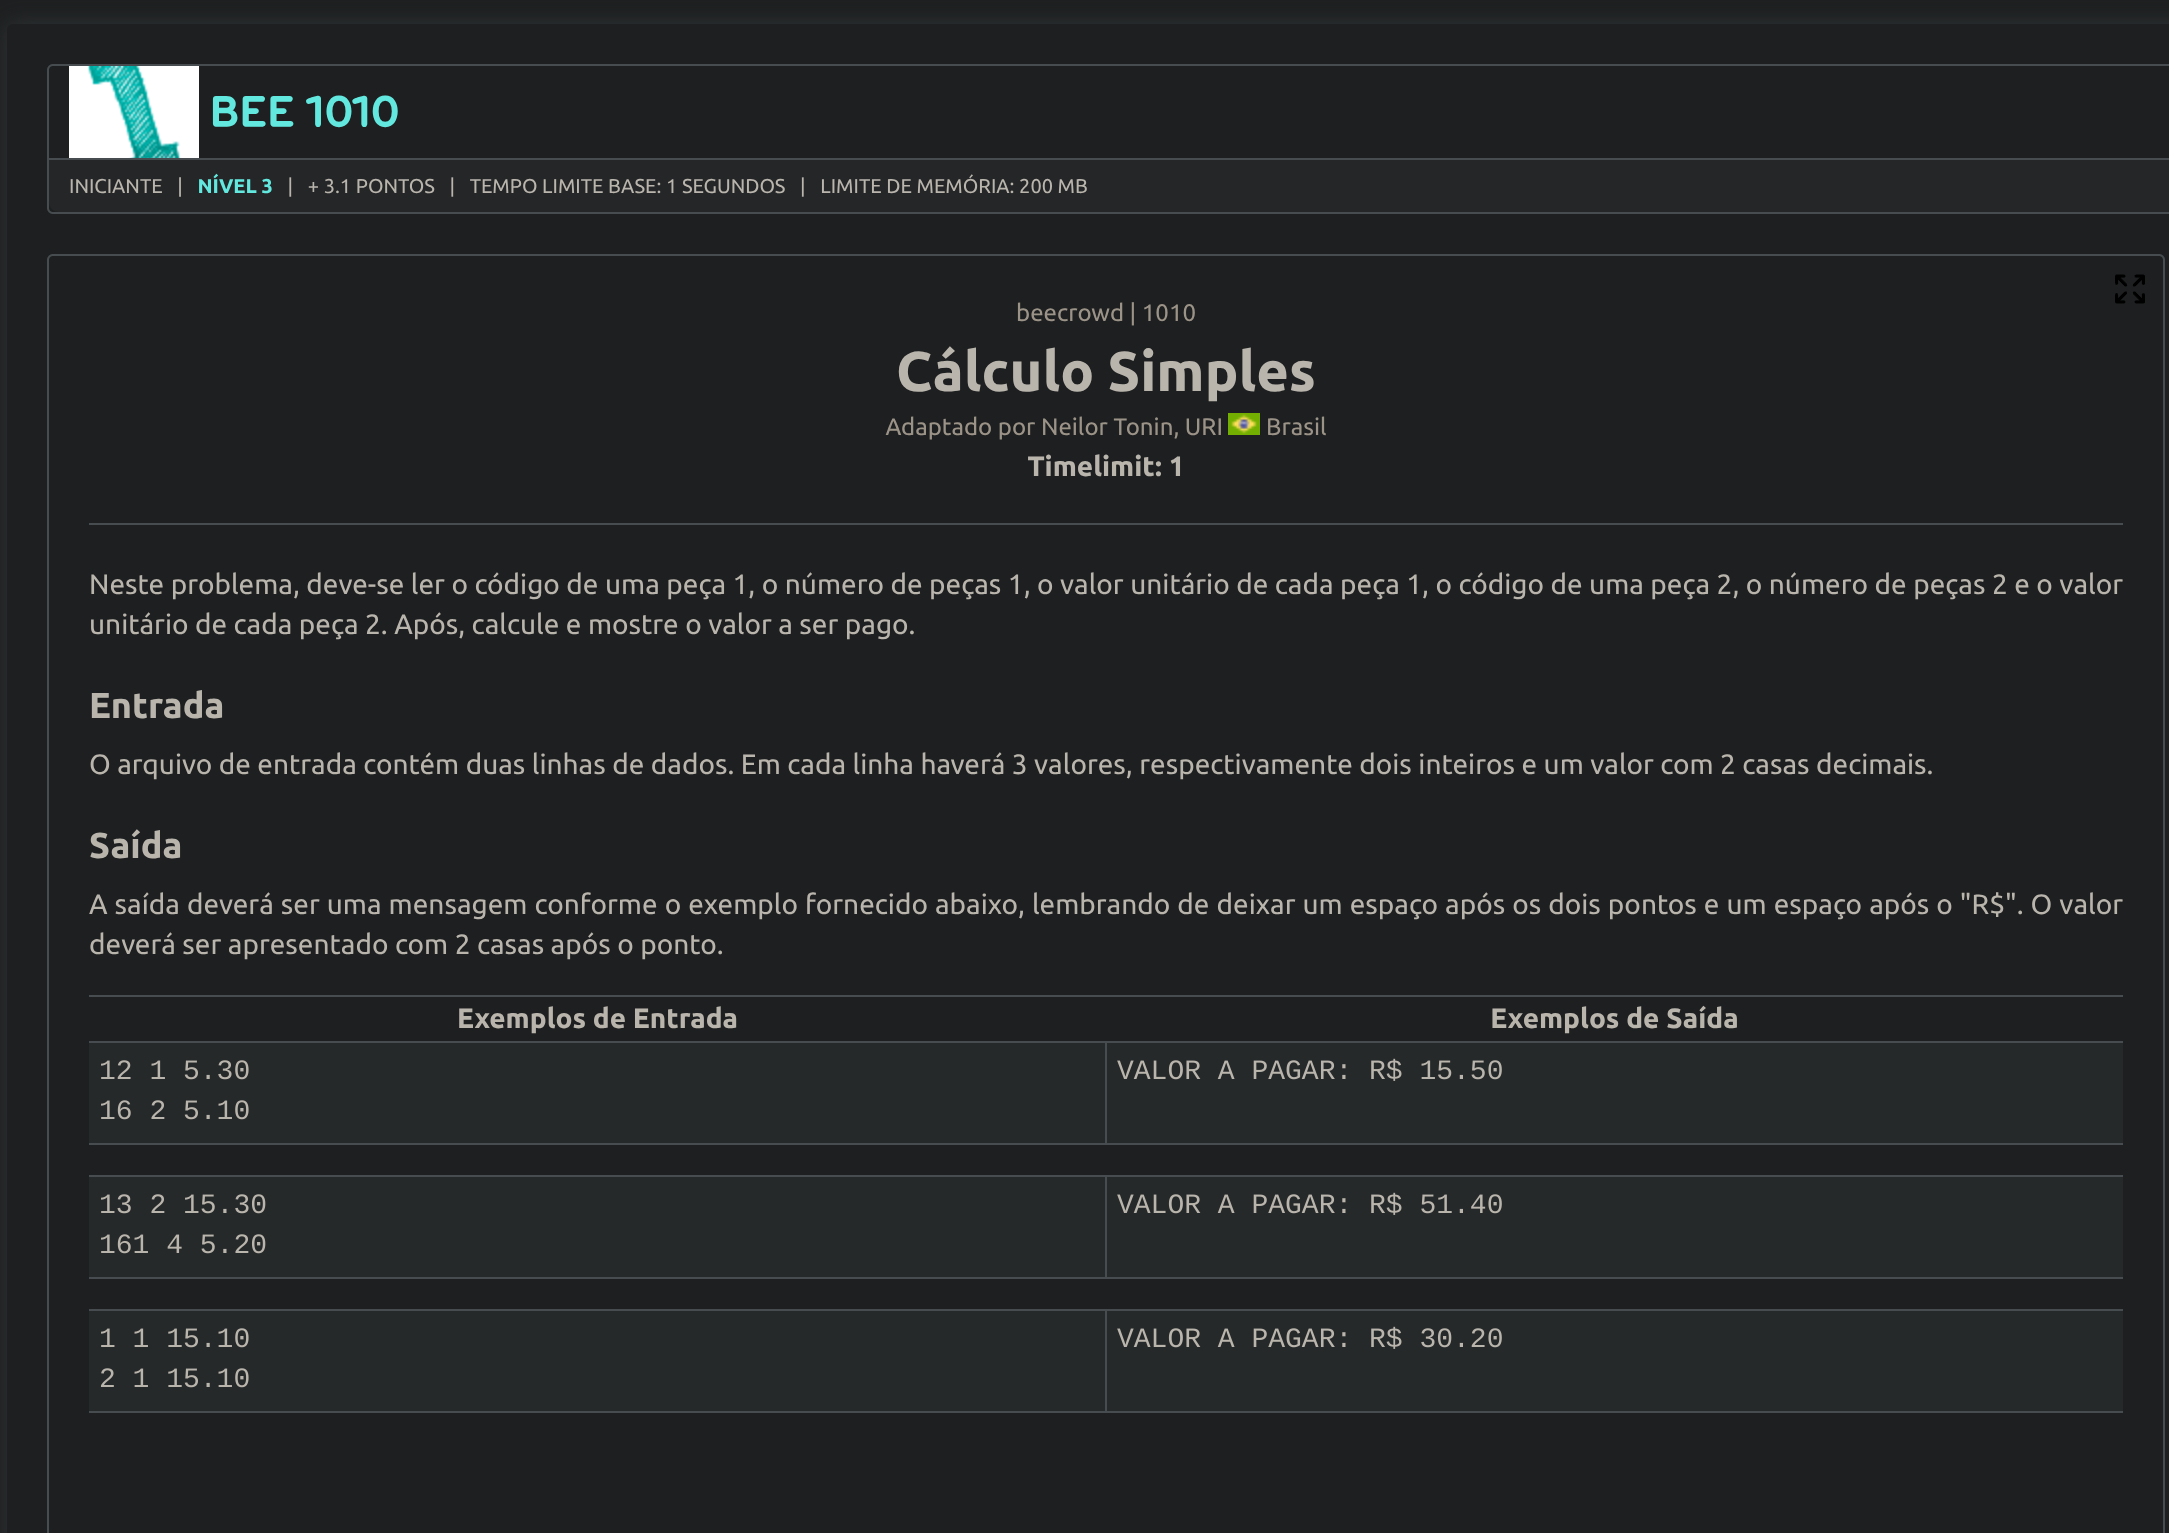 BEE 1010
INICIANTE | NÍVEL 3 | + 3.1 PONTOS | TEMPO LIMITE BASE: 1 SEGUNDOS | LIMITE DE MEMÓRIA: 200 MB
beecrowd | 1010
Cálculo Simples
Adaptado por Neilor Tonin, URI Brasil
Timelimit: 1
Neste problema, deve-se ler o código de uma peça 1, o número de peças 1, o valor unitário de cada peça 1, o código de uma peça 2, o número de peças 2 e o valor
unitário de cada peça 2. Após, calcule e mostre o valor a ser pago.
Entrada
O arquivo de entrada contém duas linhas de dados. Em cada linha haverá 3 valores, respectivamente dois inteiros e um valor com 2 casas decimais.
Saída
A saída deverá ser uma mensagem conforme o exemplo fornecido abaixo, lembrando de deixar um espaço após os dois pontos e um espaço após o "R$". O valor
deverá ser apresentado com 2 casas após o ponto.
Exemplos de Entrada Exemplos de Saída
12 1 5.30 VALOR A PAGAR: R$ 15.50
16 2 5.10
13 2 15.30 VALOR A PAGAR: R$ 51.40
161 4 5.20
1 1 15.10 VALOR A PAGAR: R$ 30.20
2 1 15.10